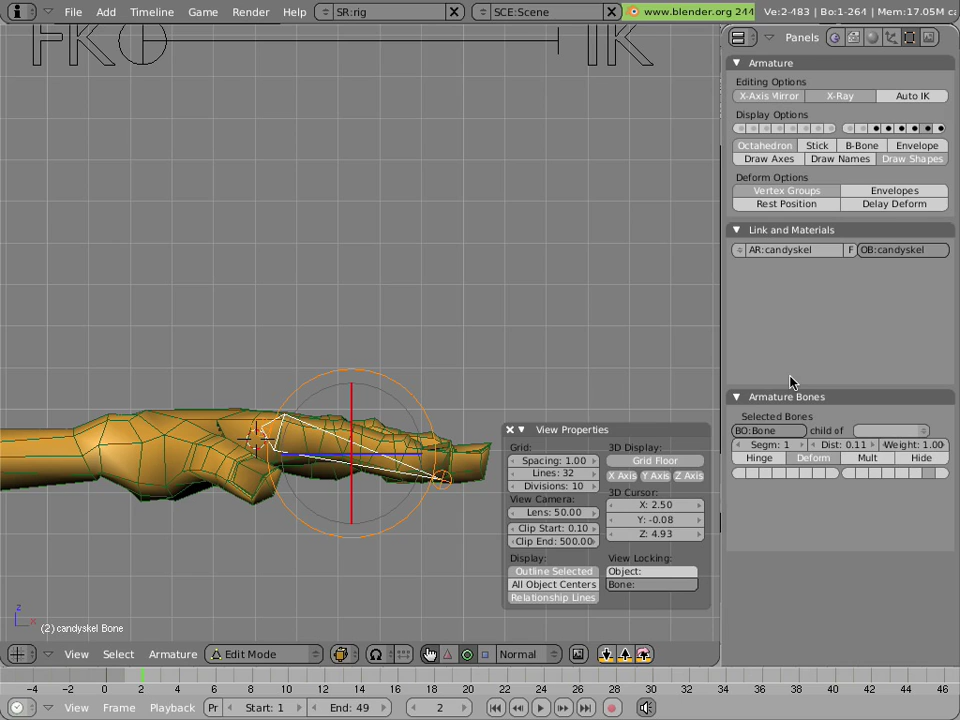 File Add Timeline Game Render Help SR:rig SCE:Scene www.blender.org 244 Ve:2-483 | Bo:1-264 | Mem:17.05M
FK IK
Panels
Armature
Editing Options
X-Axis Mirror X-Ray Auto IK
Display Options
Octahedron Stick B-Bone Envelope
Draw Axes Draw Names Draw Shapes
Deform Options
Vertex Groups Envelopes
Rest Position Delay Deform
Link and Materials
AR:candyskel F OB:candyskel
Armature Bones
Selected Bones
BO:Bone child of
Segm: 1 Dist: 0.11 Weight: 1.00
Hinge Deform Mult Hide
View Properties
Grid: 3D Display:
Spacing: 1.00 Grid Floor
Lines: 32 X Axis Y Axis Z Axis
Divisions: 10
View Camera: 3D Cursor:
Lens: 50.00 X: 2.50
Clip Start: 0.10 Y: -0.08
Clip End: 500.00 Z: 4.93
Display: View Locking:
Outline Selected Object:
All Object Centers Bone:
Relationship Lines
z
x
(2) candyskel Bone
View Select Armature Edit Mode Normal
-4 -2 0 2 4 6 8 10 12 14 16 18 20 22 24 26 28 30 32 34 36 38 40 42 44 46
View Frame Playback Pr Start: 1 End: 49 2